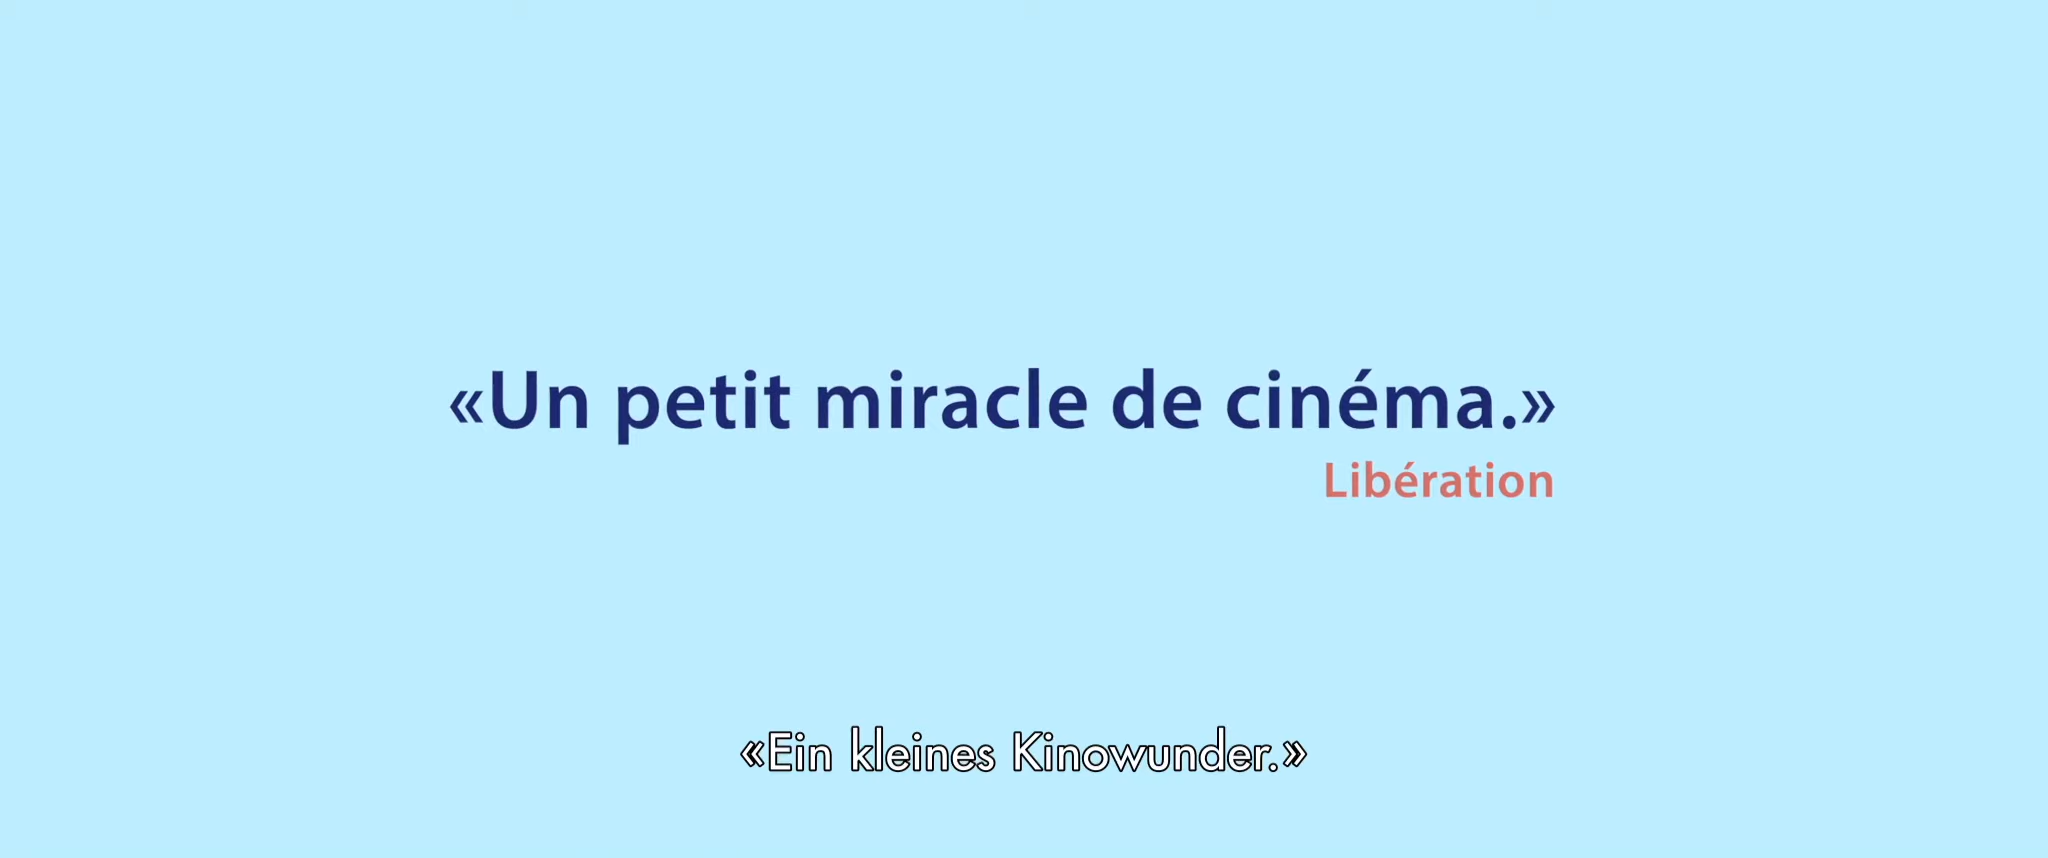 «Un petit miracle de cinéma.»
Libération
«Ein kleines Kinowunder.»